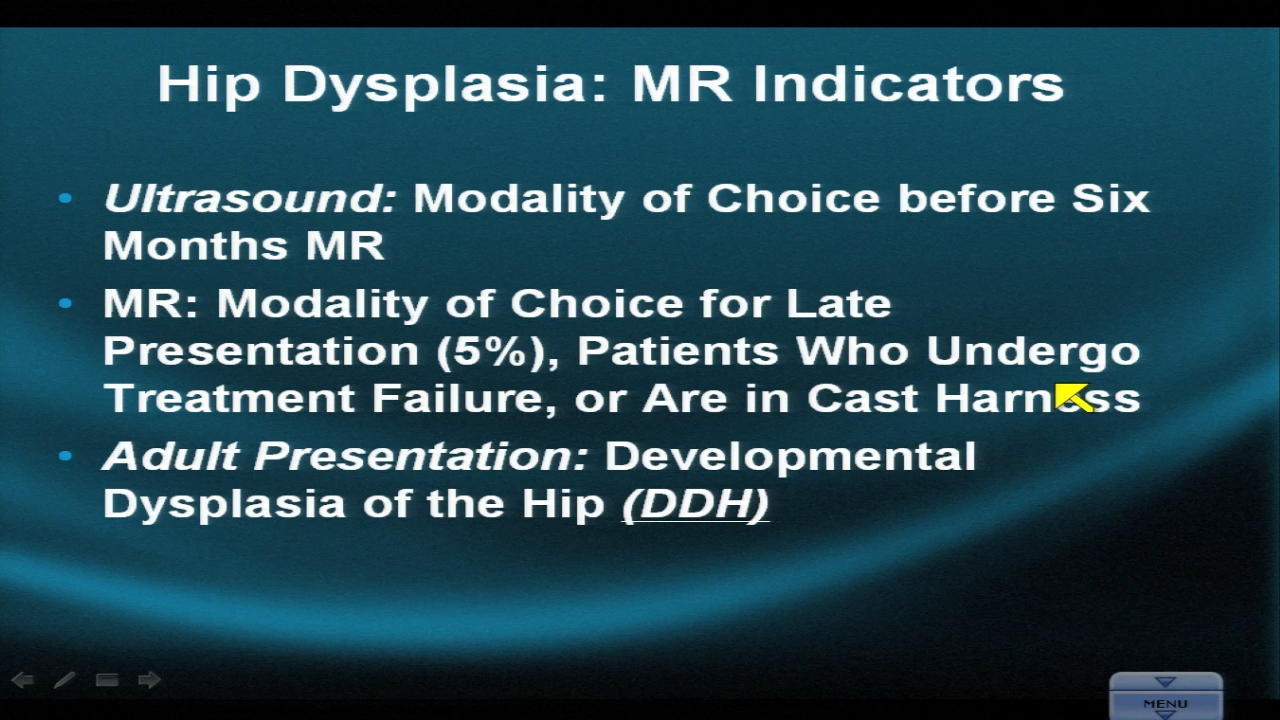 Hip Dysplasia: MR Indicators
• Ultrasound: Modality of Choice before Six
Months MR
• MR: Modality of Choice for Late
Presentation (5%), Patients Who Undergo
Treatment Failure, or Are in Cast Harness
• Adult Presentation: Developmental
Dysplasia of the Hip (DDH)
MENU